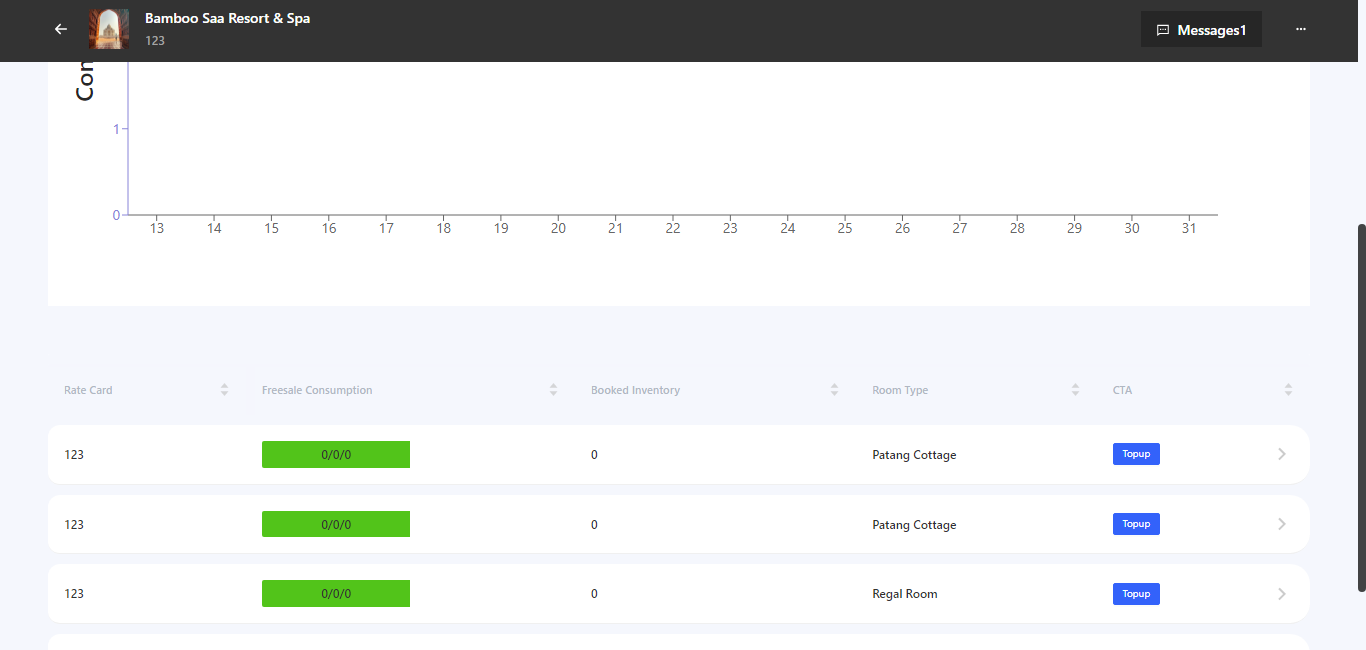 Bamboo Saa Resort & Spa
123
Messages1
Con
1
0
13 14 15 16 17 18 19 20 21 22 23 24 25 26 27 28 29 30 31
Rate Card Freesale Consumption Booked Inventory Room Type CTA
123 0/0/0 0 Patang Cottage Topup
123 0/0/0 0 Patang Cottage Topup
123 0/0/0 0 Regal Room Topup